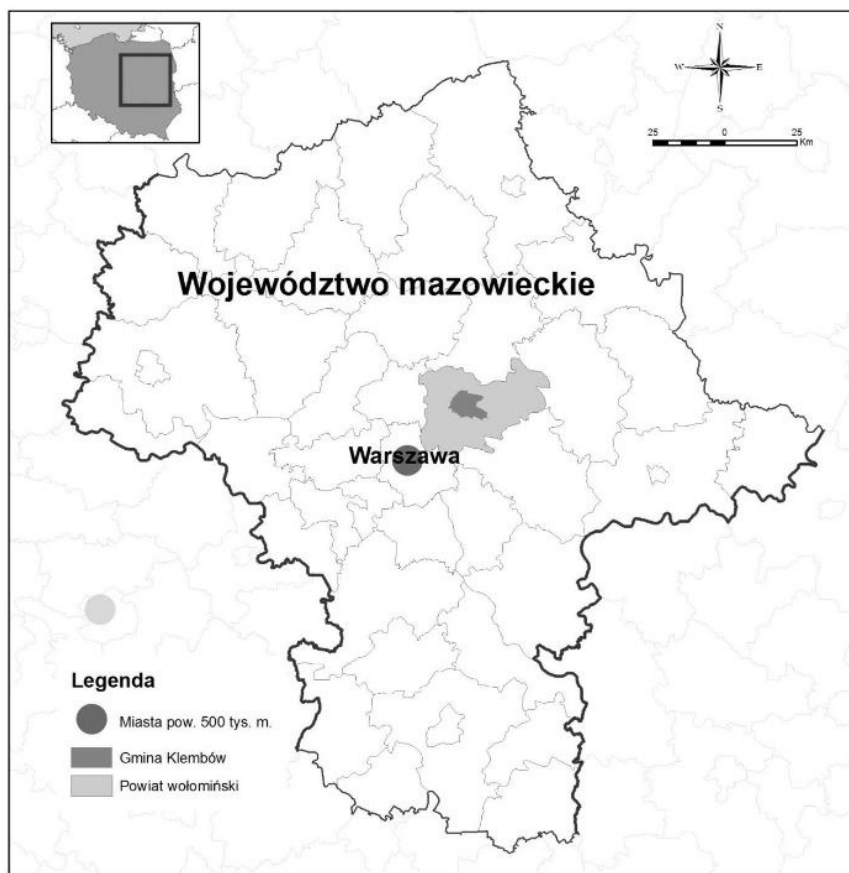 N
W E
S
25 0 25
Km
Województwo mazowieckie
Warszawa
Legenda
Miasta pow. 500 tys. m.
Gmina Klembów
Powiat wołomiński